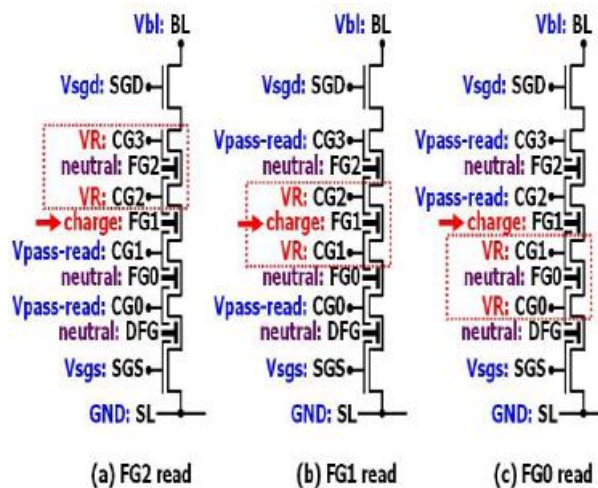 Vbl: BL
Vsgd: SGD
VR: CG3
neutral: FG2
VR: CG2
charge: FG1
Vpass-read: CG1
neutral: FG0
Vpass-read: CG0
neutral: DFG
Vsgs: SGS
GND: SL
(a) FG2 read
Vbl: BL
Vsgd: SGD
Vpass-read: CG3
neutral: FG2
VR: CG2
charge: FG1
VR: CG1
neutral: FG0
Vpass-read: CG0
neutral: DFG
Vsgs: SGS
GND: SL
(b) FG1 read
Vbl: BL
Vsgd: SGD
Vpass-read: CG3
neutral: FG2
Vpass-read: CG2
charge: FG1
VR: CG1
neutral: FG0
VR: CG0
neutral: DFG
Vsgs: SGS
GND: SL
(c) FG0 read